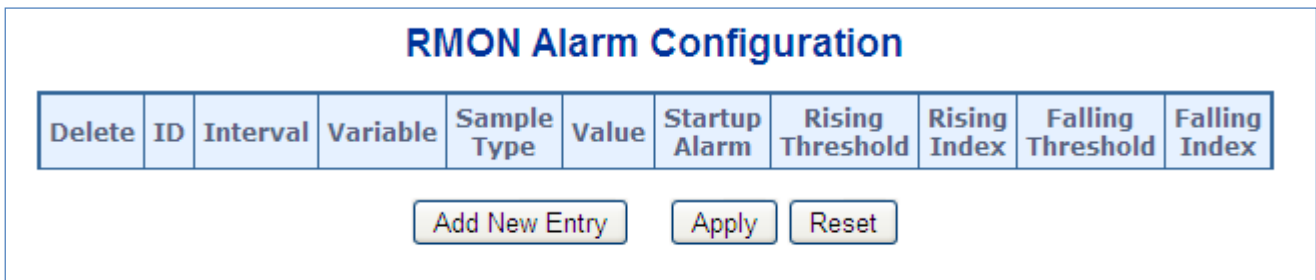 RMON Alarm Configuration
Delete ID Interval Variable Sample Type Value Startup Alarm Rising Threshold Rising Index Falling Threshold Falling Index
Add New Entry Apply Reset